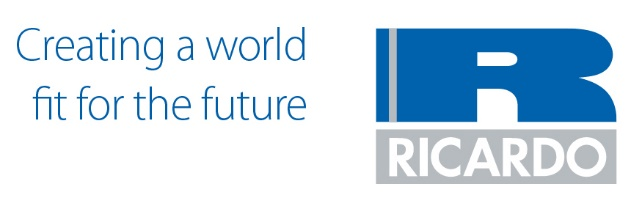 Creating a world
fit for the future
R
RICARDO